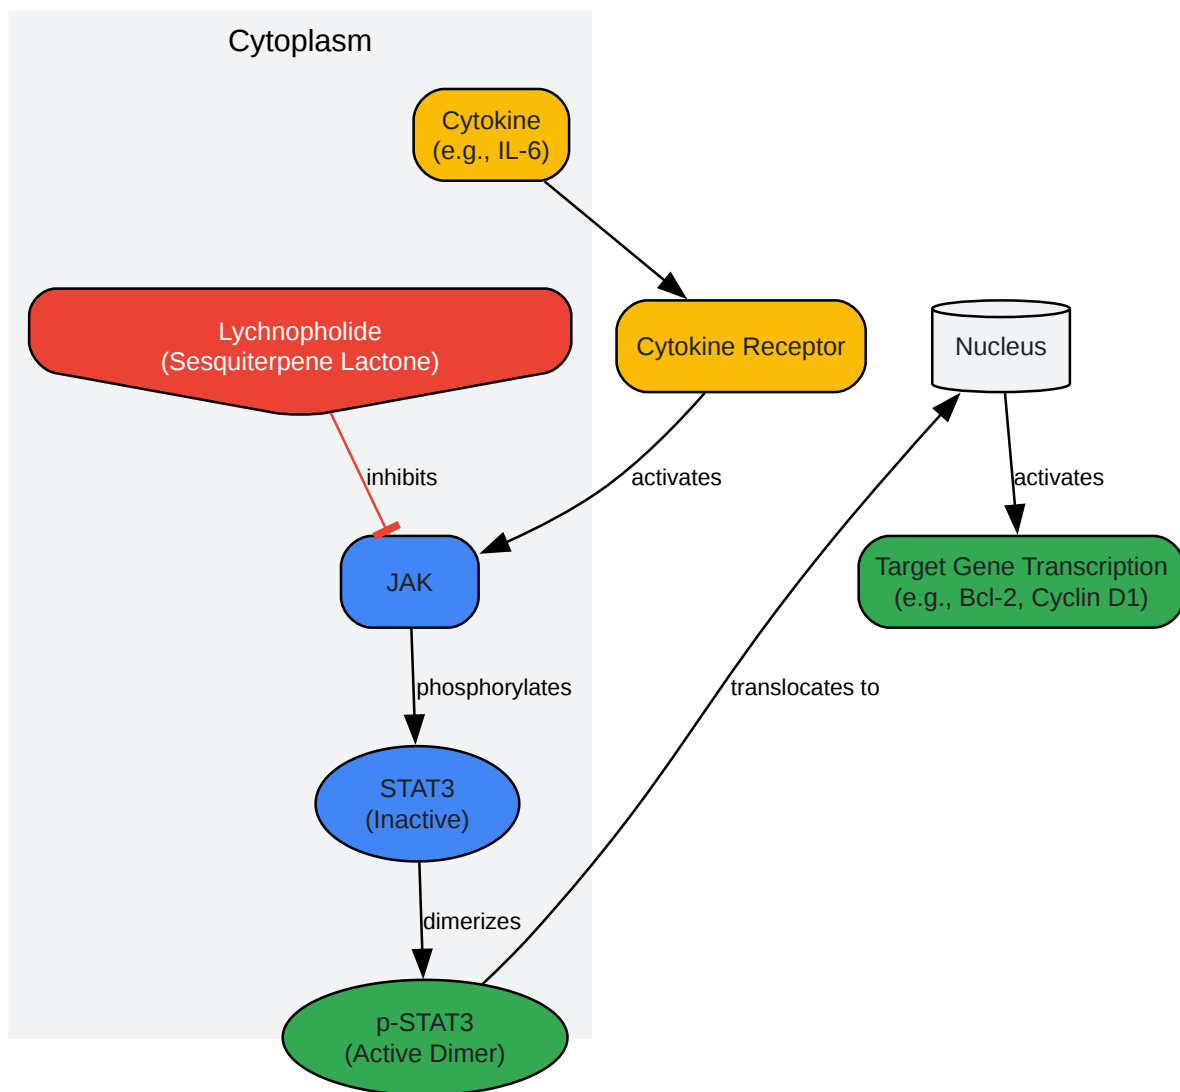 Cytoplasm
Cytokine
(e.g., IL-6)
Lychnopholide
(Sesquiterpene Lactone)
Cytokine Receptor
Nucleus
inhibits
activates
activates
JAK
Target Gene Transcription
(e.g., Bcl-2, Cyclin D1)
phosphorylates
translocates to
STAT3
(Inactive)
dimerizes
p-STAT3
(Active Dimer)